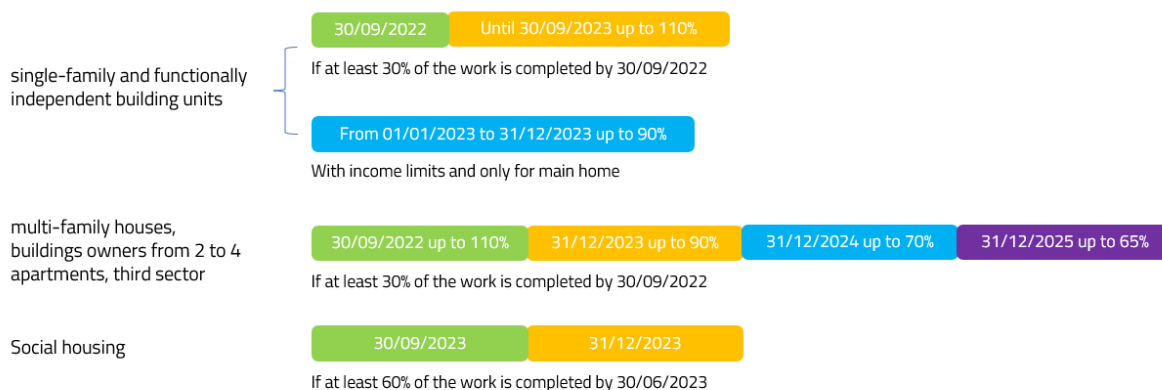 30/09/2022 Until 30/09/2023 up to 110%
If at least 30% of the work is completed by 30/09/2022
single-family and functionally
independent building units
From 01/01/2023 to 31/12/2023 up to 90%
With income limits and only for main home
multi-family houses,
buildings owners from 2 to 4
apartments, third sector
30/09/2022 up to 110% 31/12/2023 up to 90% 31/12/2024 up to 70% 31/12/2025 up to 65%
If at least 30% of the work is completed by 30/09/2022
Social housing
30/09/2023 31/12/2023
If at least 60% of the work is completed by 30/06/2023